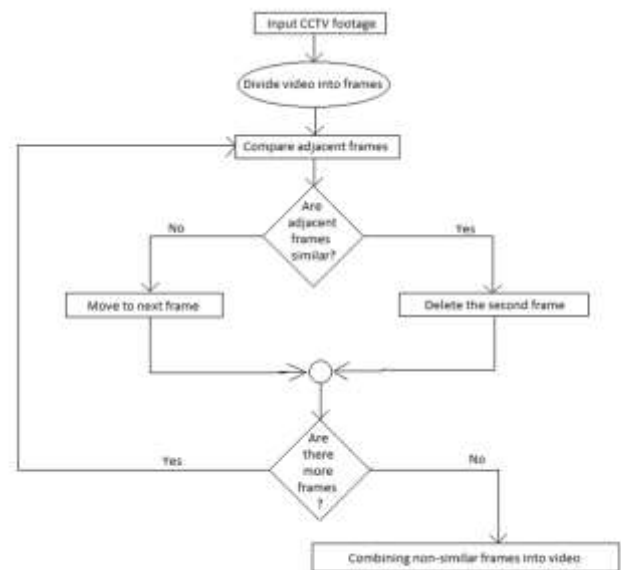 Input CCTV footage
Divide video into frames
Compare adjacent frames
Are
adjacent
frames
similar?
No
Yes
Move to next frame
Delete the second frame
Are
there
more
frames
?
Yes
No
Combining non-similar frames into video